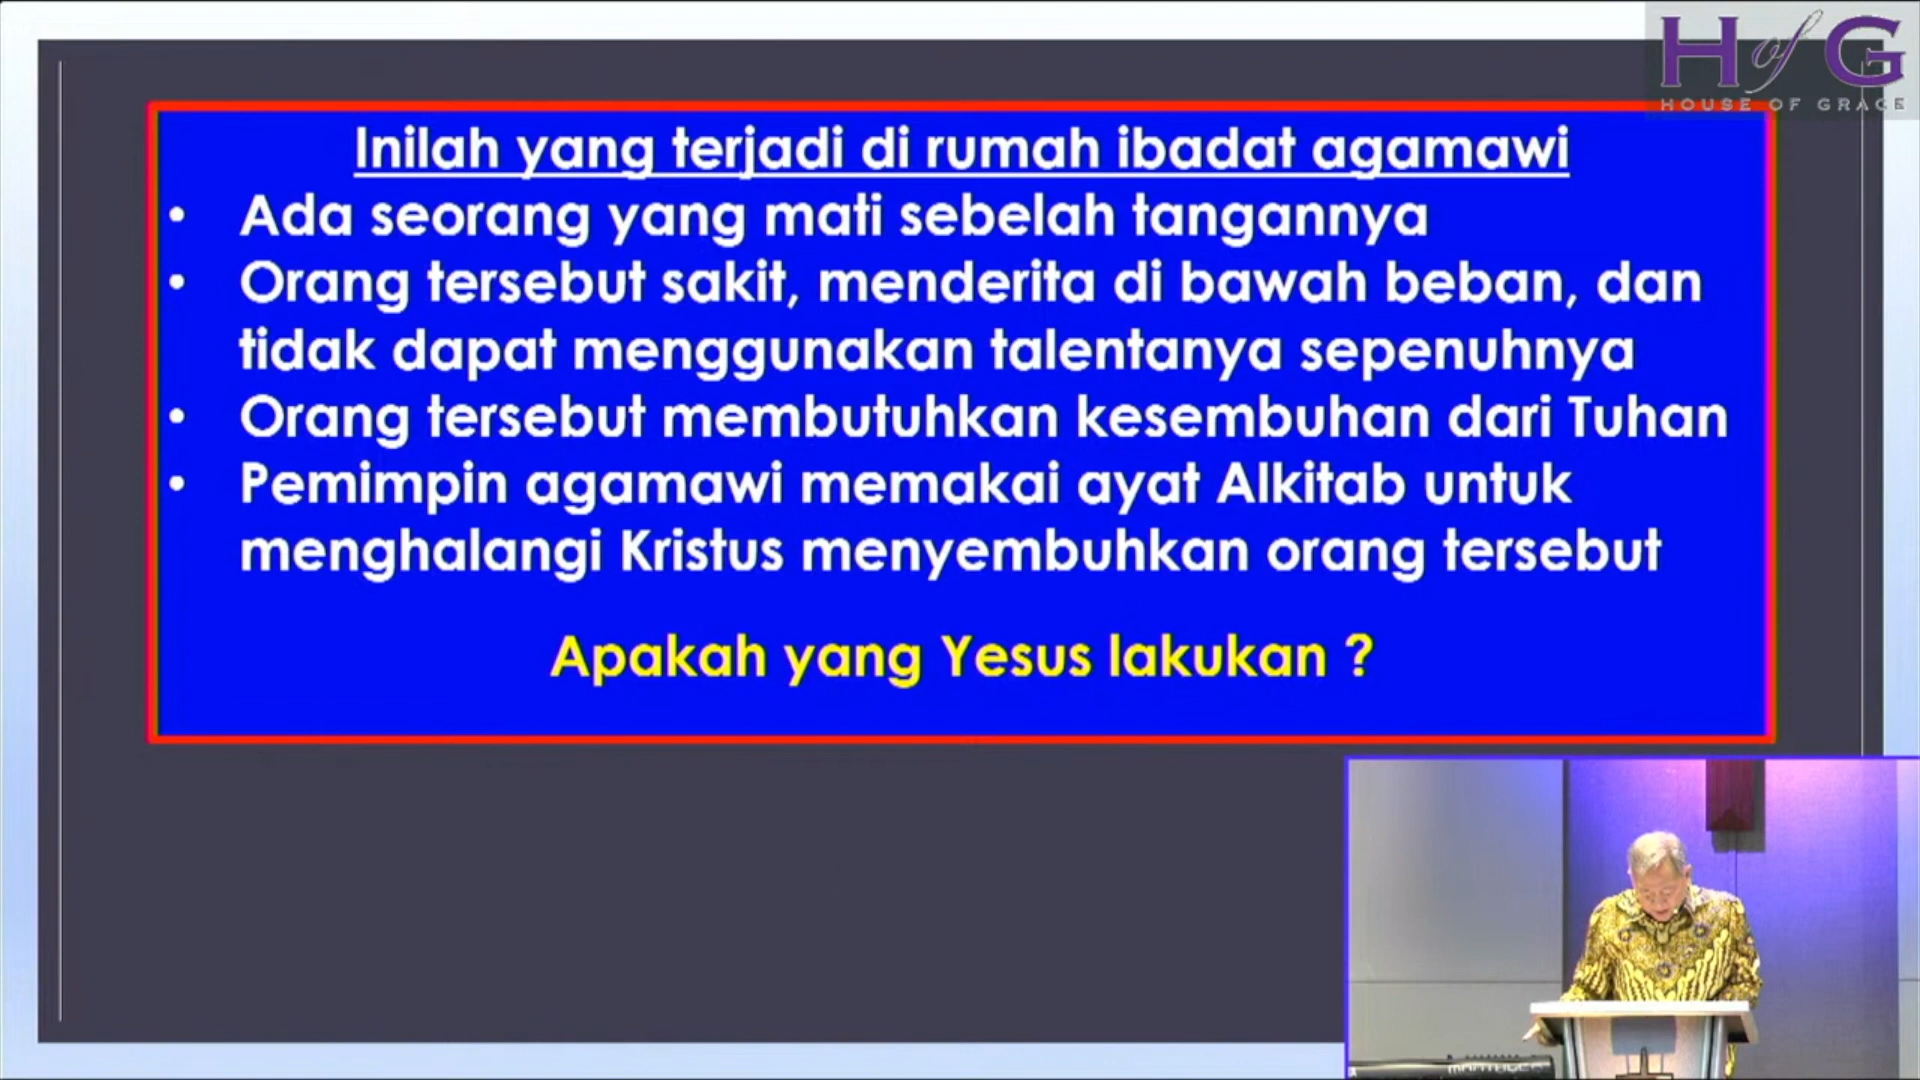 H of G
HOUSE OF GRACE
Inilah yang terjadi di rumah ibadat agamawi
• Ada seorang yang mati sebelah tangannya
• Orang tersebut sakit, menderita di bawah beban, dan
tidak dapat menggunakan talentanya sepenuhnya
• Orang tersebut membutuhkan kesembuhan dari Tuhan
• Pemimpin agamawi memakai ayat Alkitab untuk
menghalangi Kristus menyembuhkan orang tersebut
Apakah yang Yesus lakukan ?